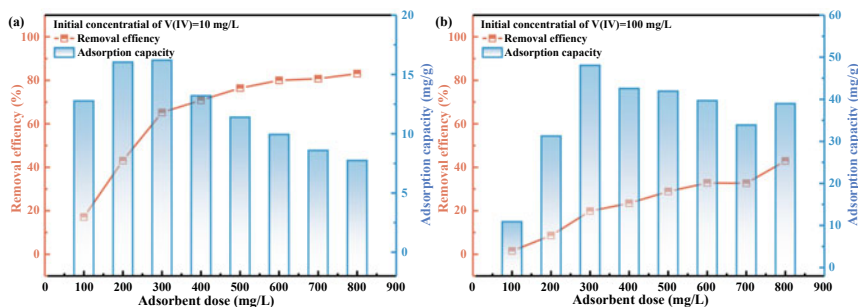 (a)
Initial concentratial of V(IV)=10 mg/L
Removal effiency
Adsorption capacity
Removal effiency (%)
100
80
60
40
20
0
Adsorption capacity (mg/g)
20
15
10
5
0
0 100 200 300 400 500 600 700 800 900
Adsorbent dose (mg/L)
(b)
Initial concentratial of V(IV)=100 mg/L
Removal effiency
Adsorption capacity
Removal effiency (%)
100
80
60
40
20
0
Adsorption capacity (mg/g)
60
50
40
30
20
10
0
0 100 200 300 400 500 600 700 800 900
Adsorbent dose (mg/L)